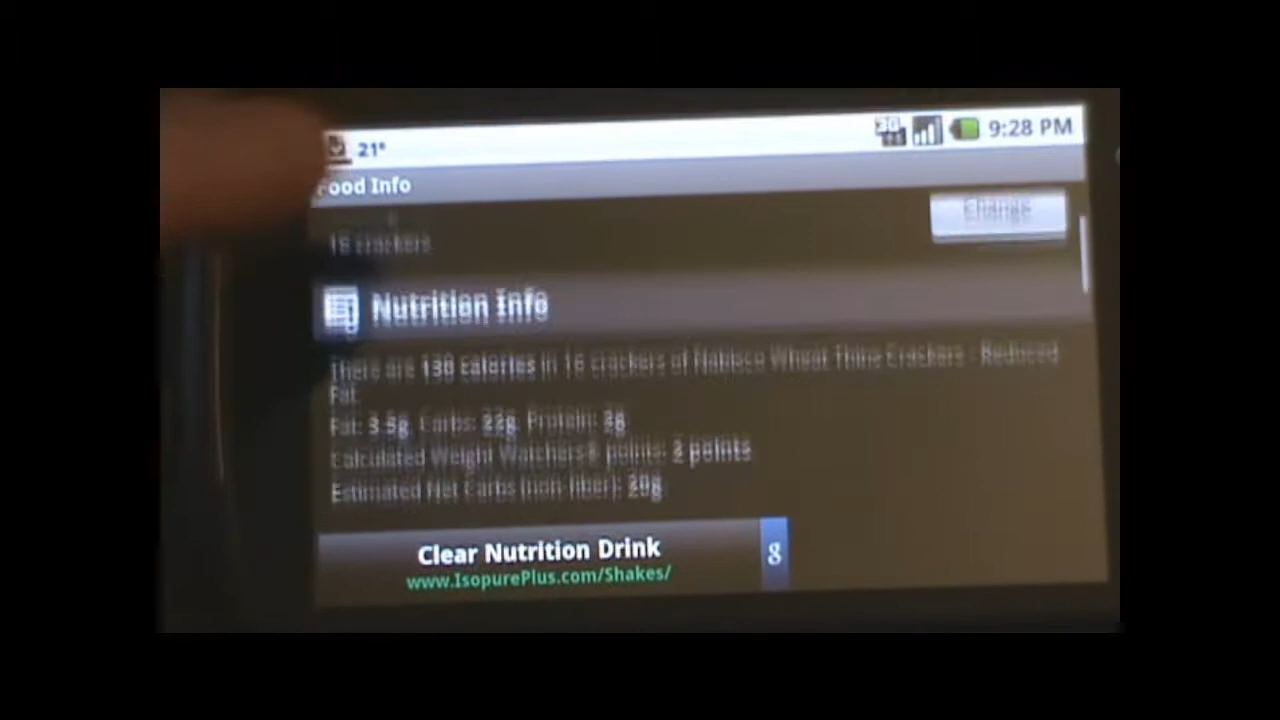 21°
3G
9:28 PM
Food Info
Change
16 crackers
Nutrition Info
There are 130 calories in 16 crackers of Nabisco Wheat Thins Crackers - Reduced
Fat.
Fat: 3.5g, Carbs: 22g, Protein: 2g
Calculated Weight Watchers® points: 2 points
Estimated Net Carbs (non-fiber): 20g
Clear Nutrition Drink
www.IsopurePlus.com/Shakes/
g